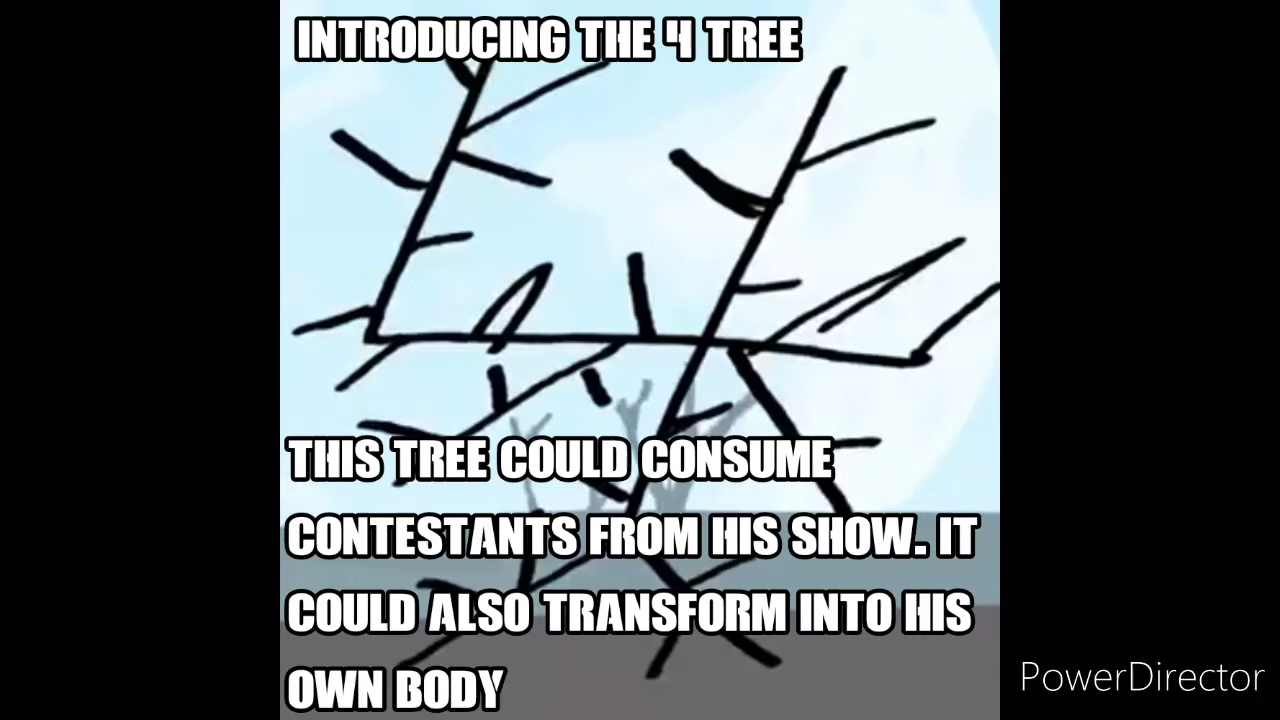 INTRODUCING THE 4 TREE
THIS TREE COULD CONSUME
CONTESTANTS FROM HIS SHOW. IT
COULD ALSO TRANSFORM INTO HIS
OWN BODY
PowerDirector